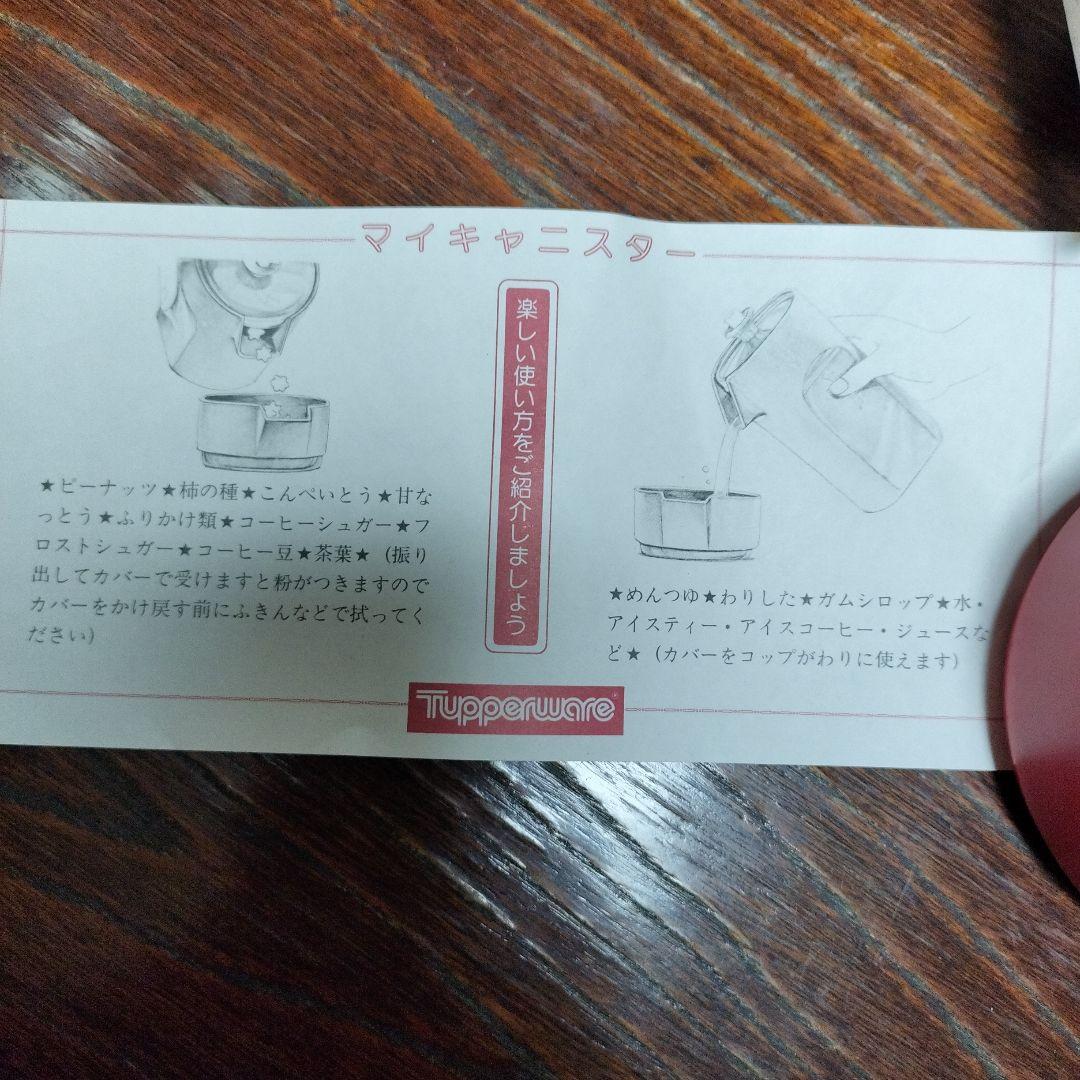 マイキャニスター
楽しい使い方をご紹介しましょう
★ピーナッツ★柿の種★こんぺいとう★甘な
っとう★ふりかけ類★コーヒーシュガー★フ
ロストシュガー★コーヒー豆★茶葉★（振り
出してカバーで受けますと粉がつきますので
カバーをかけ戻す前にふきんなどで拭ってく
ださい）
★めんつゆ★わりした★ガムシロップ★水・
アイスティー・アイスコーヒー・ジュースな
ど★（カバーをコップがわりに使えます）
Tupperware